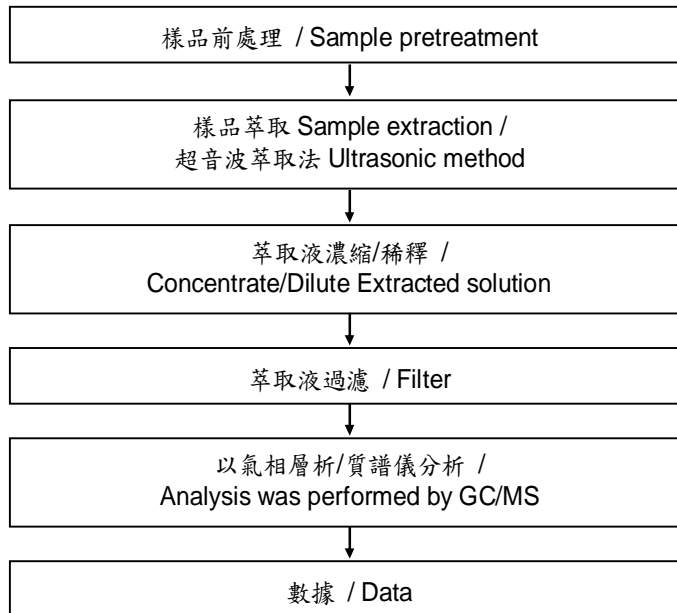 樣品前處理 / Sample pretreatment
樣品萃取 Sample extraction /
超音波萃取法 Ultrasonic method
萃取液濃縮/稀釋 /
Concentrate/Dilute Extracted solution
萃取液過濾 / Filter
以氣相層析/質譜儀分析 /
Analysis was performed by GC/MS
數據 / Data